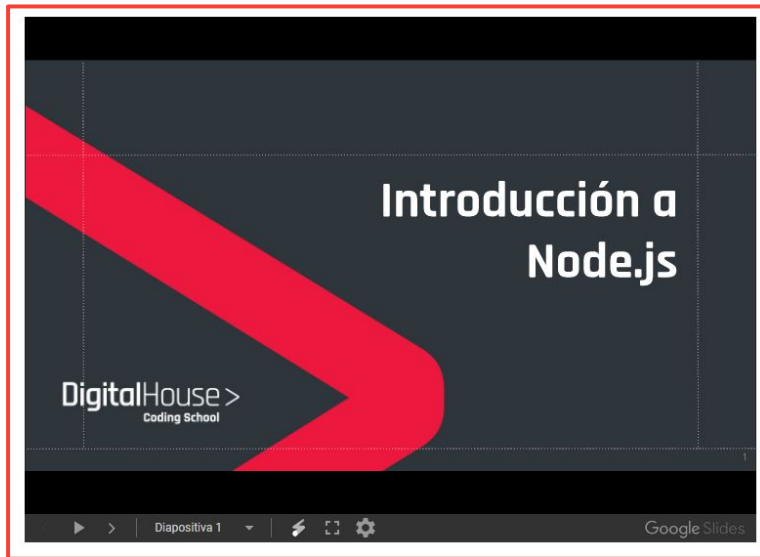 Introducción a
Node.js
DigitalHouse>
Coding School
1
Diapositiva 1
Google Slides